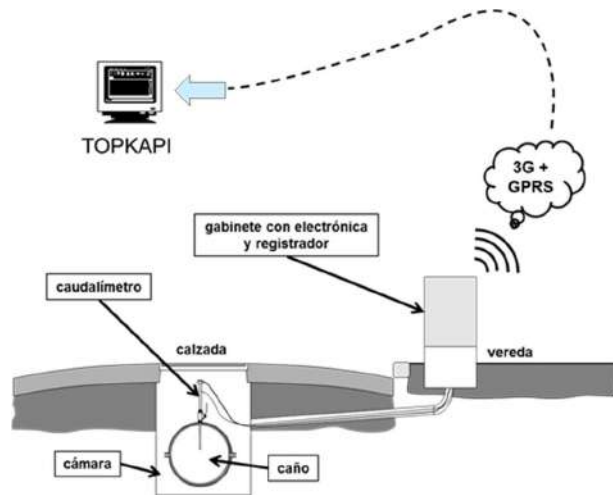 TOPKAPI
3G +
GPRS
gabinete con electrónica
y registrador
caudalímetro
calzada
vereda
cámara
caño